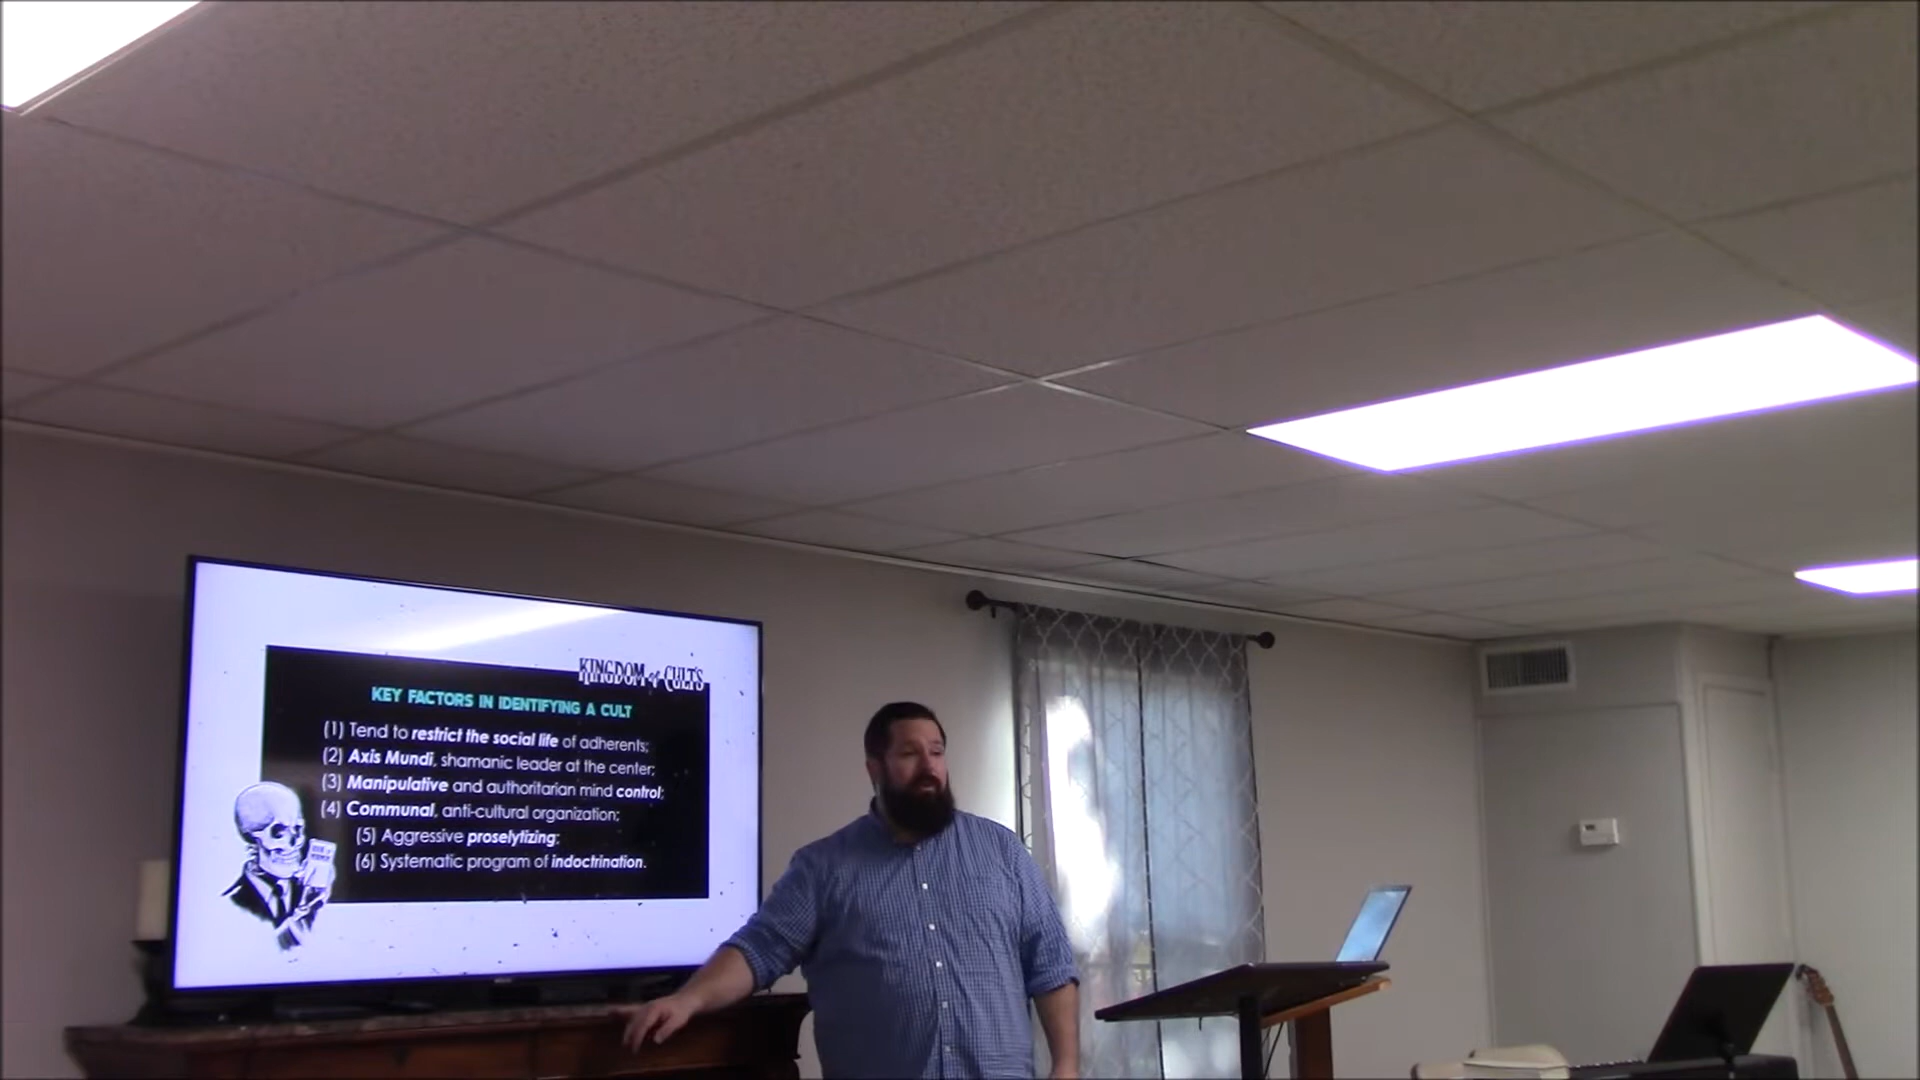 KINGDOM of CULTS
KEY FACTORS IN IDENTIFYING A CULT
(1) Tend to restrict the social life of adherents;
(2) Axis Mundi, shamanic leader at the center;
(3) Manipulative and authoritarian mind control;
(4) Communal, anti-cultural organization;
(5) Aggressive proselytizing;
(6) Systematic program of indoctrination.